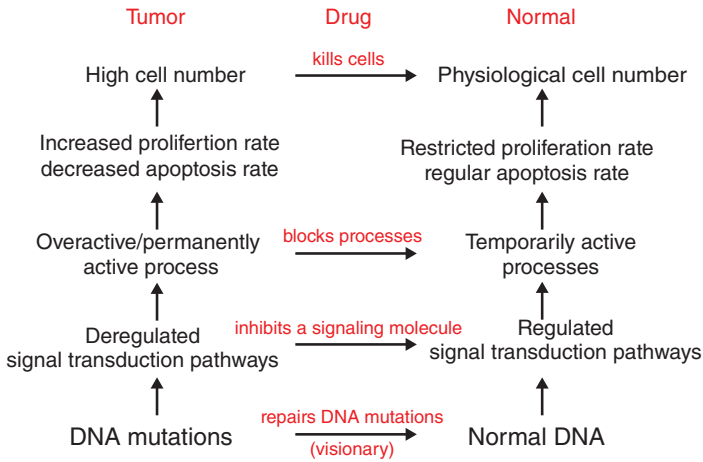 Tumor Drug Normal
High cell number kills cells Physiological cell number
Increased prolifertion rate
decreased apoptosis rate
Restricted proliferation rate
regular apoptosis rate
Overactive/permanently
active process
blocks processes
Temporarily active
processes
Deregulated
signal transduction pathways
inhibits a signaling molecule
Regulated
signal transduction pathways
DNA mutations
repairs DNA mutations
(visionary)
Normal DNA